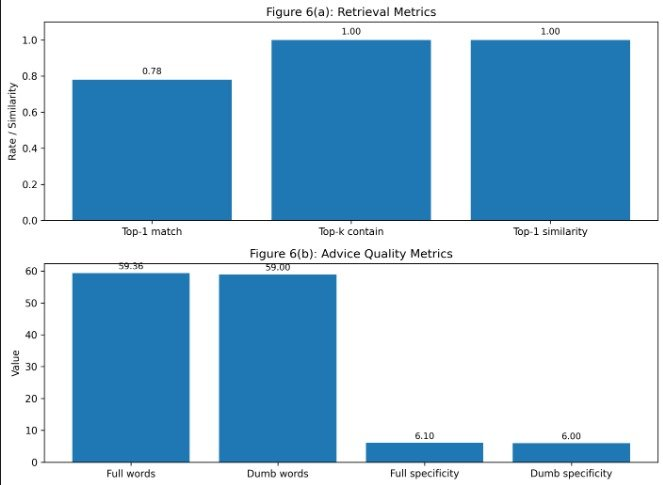 Figure 6(a): Retrieval Metrics
1.00
1.00
1.0
0.78
0.8
0.6
0.4
0.2
0.0
Rate / Similarity
Top-1 match
Top-k contain
Top-1 similarity
Figure 6(b): Advice Quality Metrics
59.36
59.00
60
50
40
30
20
10
0
Value
6.10
6.00
Full words
Dumb words
Full specificity
Dumb specificity